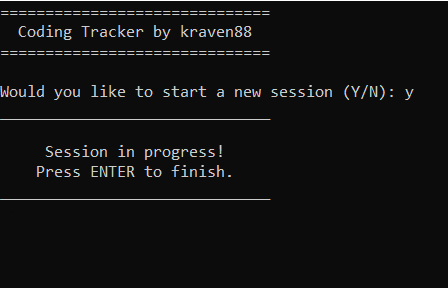 ==============================
Coding Tracker by kraven88
==============================
Would you like to start a new session (Y/N): y
______________________________
Session in progress!
Press ENTER to finish.
______________________________